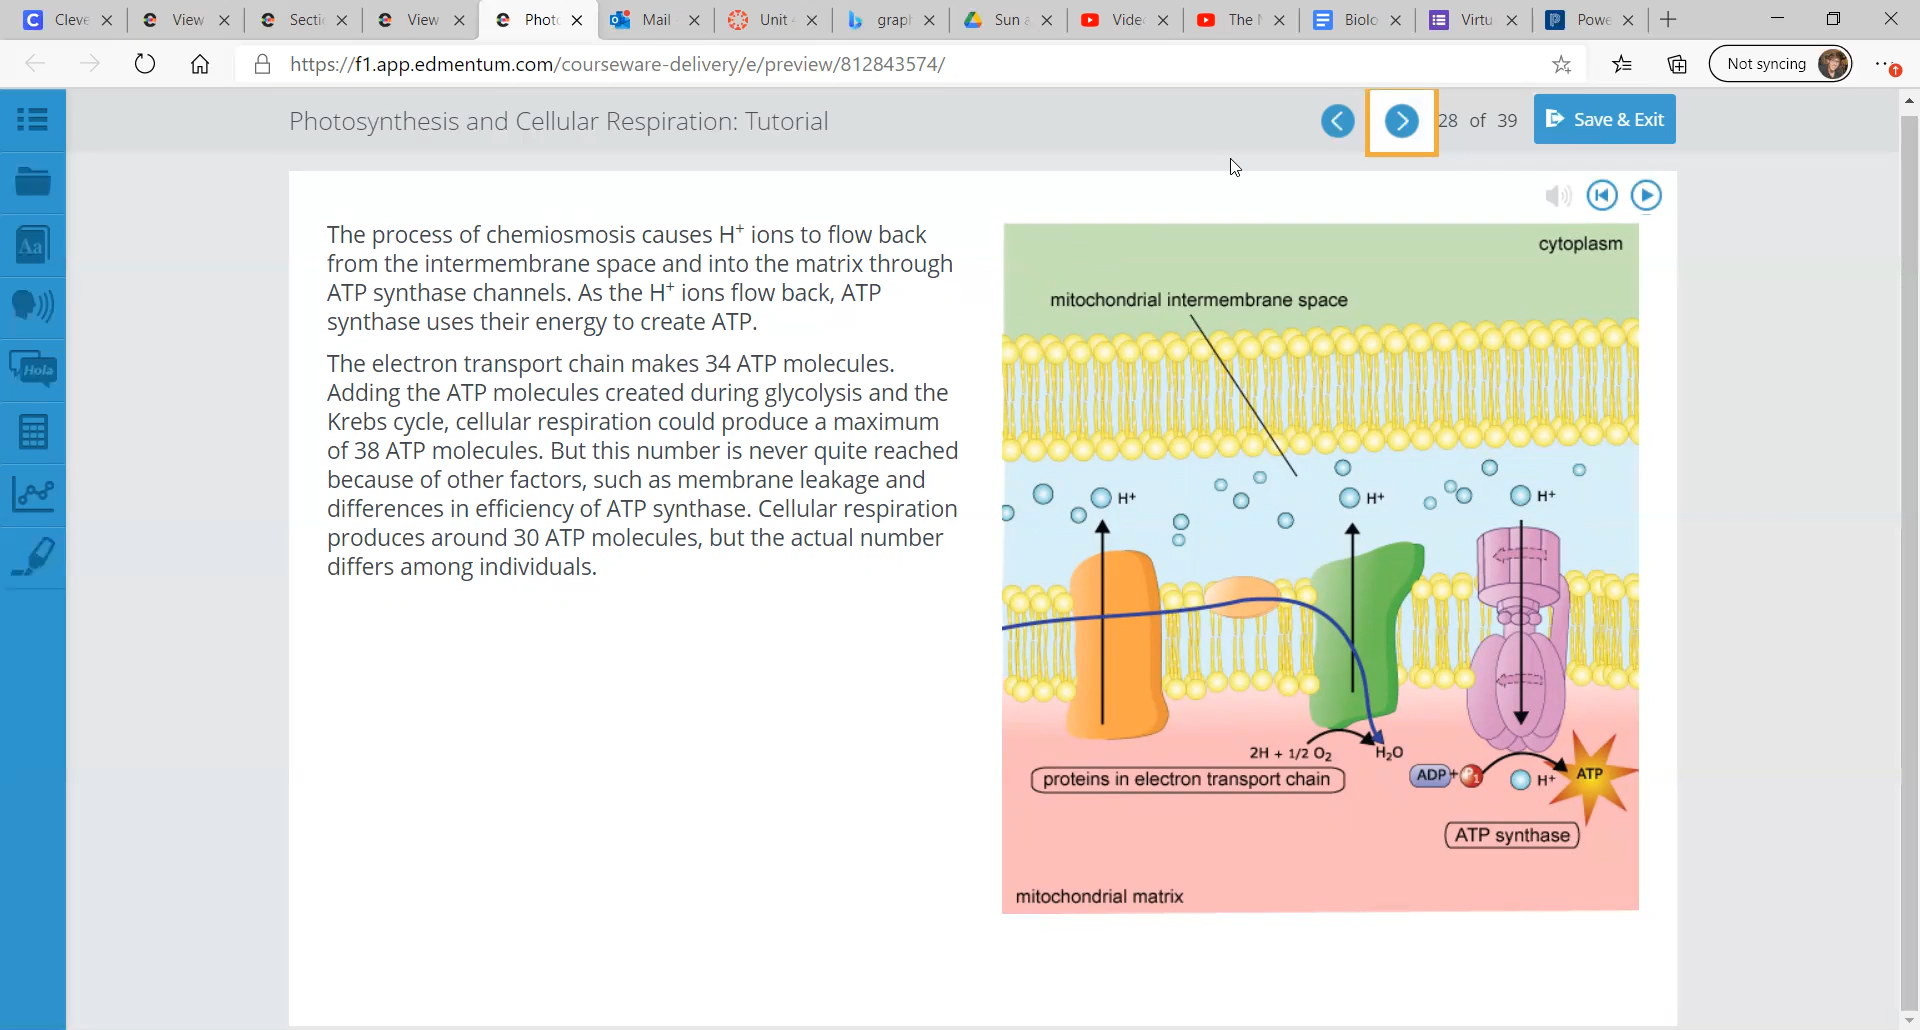 Cleve
View
Secti
View
Photo
Mail
Unit
grap
Sun a
Vide
The
Biolo
Virtu
Powe
https://f1.app.edmentum.com/courseware-delivery/e/preview/812843574/
Not syncing
Photosynthesis and Cellular Respiration: Tutorial
28 of 39
Save & Exit
Aa
Hola
The process of chemiosmosis causes H⁺ ions to flow back
from the intermembrane space and into the matrix through
ATP synthase channels. As the H⁺ ions flow back, ATP
synthase uses their energy to create ATP.
The electron transport chain makes 34 ATP molecules.
Adding the ATP molecules created during glycolysis and the
Krebs cycle, cellular respiration could produce a maximum
of 38 ATP molecules. But this number is never quite reached
because of other factors, such as membrane leakage and
differences in efficiency of ATP synthase. Cellular respiration
produces around 30 ATP molecules, but the actual number
differs among individuals.
cytoplasm
mitochondrial intermembrane space
H+
H+
H+
2H + 1/2 O₂
H₂O
proteins in electron transport chain
ADP + P₁
H+
ATP
ATP synthase
mitochondrial matrix